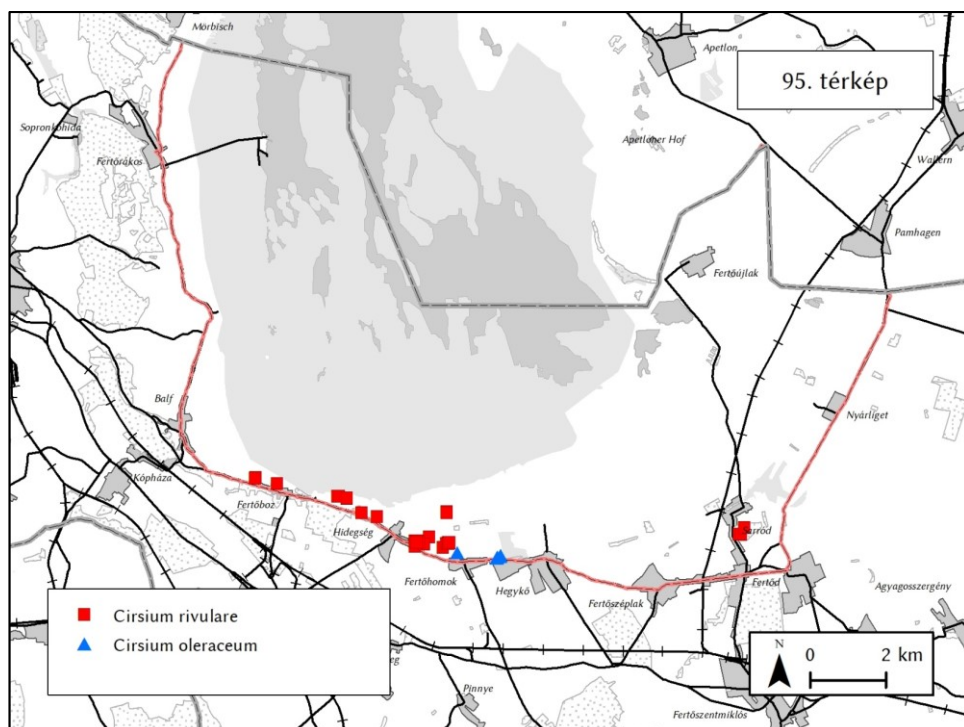 Mörbisch
Apetlon
95. térkép
Sopronkőhida
Fertőrákos
Apetloner Hof
Wallern
Pamhagen
Fertőújlak
Balf
Nyárliget
Kópháza
Fertőboz
Hidegség
Sarród
Fertőhomok
Hegykő
Fertőd
Fertőszéplak
Agyagosszergény
Cirsium rivulare
Cirsium oleraceum
N
0 2 km
Pinnye
Fertőszentmiklós